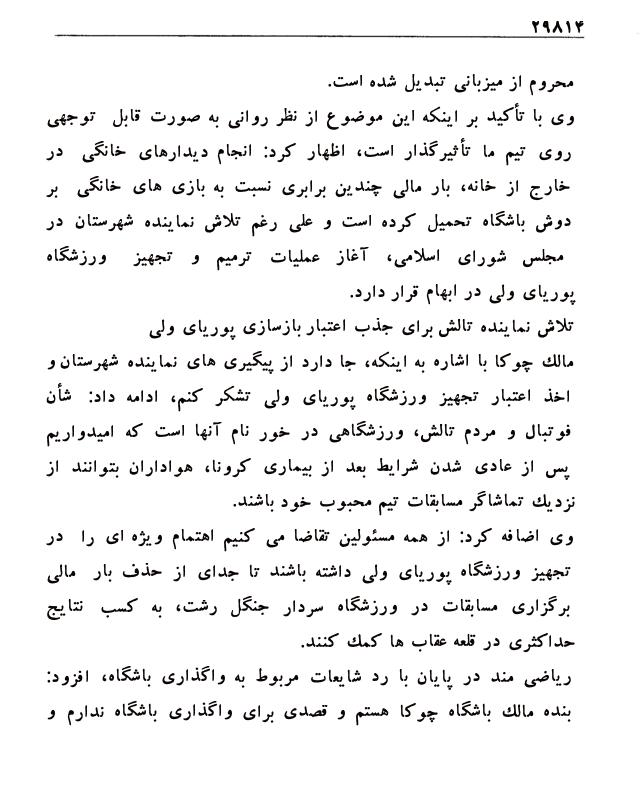 ۲۹۸۱۴
محروم از میزبانی تبدیل شده است.
وی با تأکید بر اینکه این موضوع از نظر روانی به صورت قابل توجهی
روی تیم ما تأثیرگذار است، اظهار کرد: انجام دیدارهای خانگی در
خارج از خانه، بار مالی چندین برابری نسبت به بازی های خانگی بر
دوش باشگاه تحمیل کرده است و علی رغم تلاش نماینده شهرستان در
مجلس شورای اسلامی، آغاز عملیات ترمیم و تجهیز ورزشگاه
پوریای ولی در ابهام قرار دارد.
تلاش نماینده تالش برای جذب اعتبار بازسازی پوریای ولی
مالك چوکا با اشاره به اینکه، جا دارد از پیگیری های نماینده شهرستان و
اخذ اعتبار تجهیز ورزشگاه پوریای ولی تشکر کنم، ادامه داد: شأن
فوتبال و مردم تالش، ورزشگاهی در خور نام آنها است که امیدواریم
پس از عادی شدن شرایط بعد از بیماری کرونا، هواداران بتوانند از
نزدیك تماشاگر مسابقات تیم محبوب خود باشند.
وی اضافه کرد: از همه مسئولین تقاضا می کنیم اهتمام ویژه ای را در
تجهیز ورزشگاه پوریای ولی داشته باشند تا جدای از حذف بار مالی
برگزاری مسابقات در ورزشگاه سردار جنگل رشت، به کسب نتایج
حداکثری در قلعه عقاب ها کمك کنند.
ریاضی مند در پایان با رد شایعات مربوط به واگذاری باشگاه، افزود:
بنده مالك باشگاه چوکا هستم و قصدی برای واگذاری باشگاه ندارم و